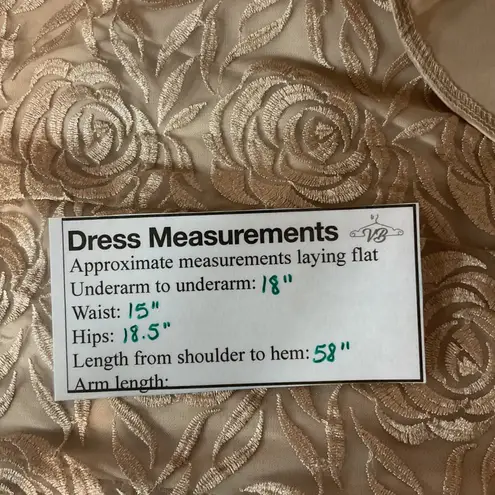 Dress Measurements VB
Approximate measurements laying flat
Underarm to underarm: 18"
Waist: 15"
Hips: 18.5"
Length from shoulder to hem: 58"
Arm length: